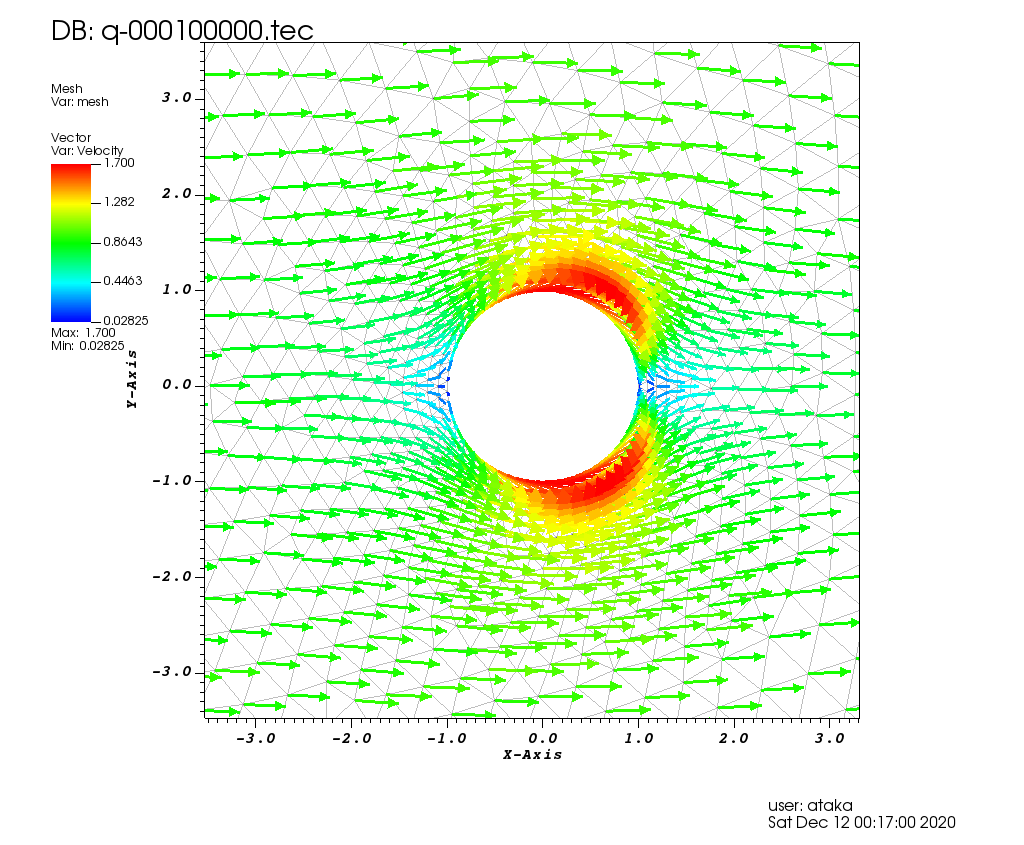 DB: q-000100000.tec
Mesh
Var: mesh
Vector
Var: Velocity
1.700
1.282
0.8643
0.4463
0.02825
Max: 1.700
Min: 0.02825
Y-Axis
3.0
2.0
1.0
0.0
-1.0
-2.0
-3.0
-3.0 -2.0 -1.0 0.0 1.0 2.0 3.0
X-Axis
user: ataka
Sat Dec 12 00:17:00 2020